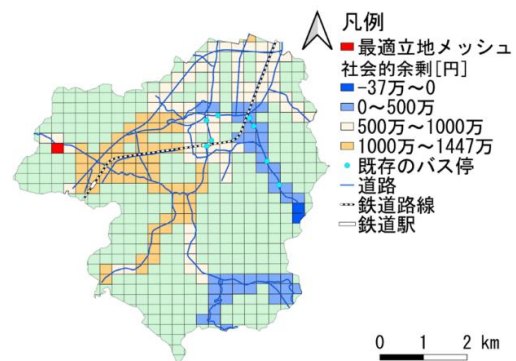 凡例
最適立地メッシュ
社会的余剰[円]
-37万～0
0～500万
500万～1000万
1000万～1447万
既存のバス停
道路
鉄道路線
鉄道駅
0 1 2 km